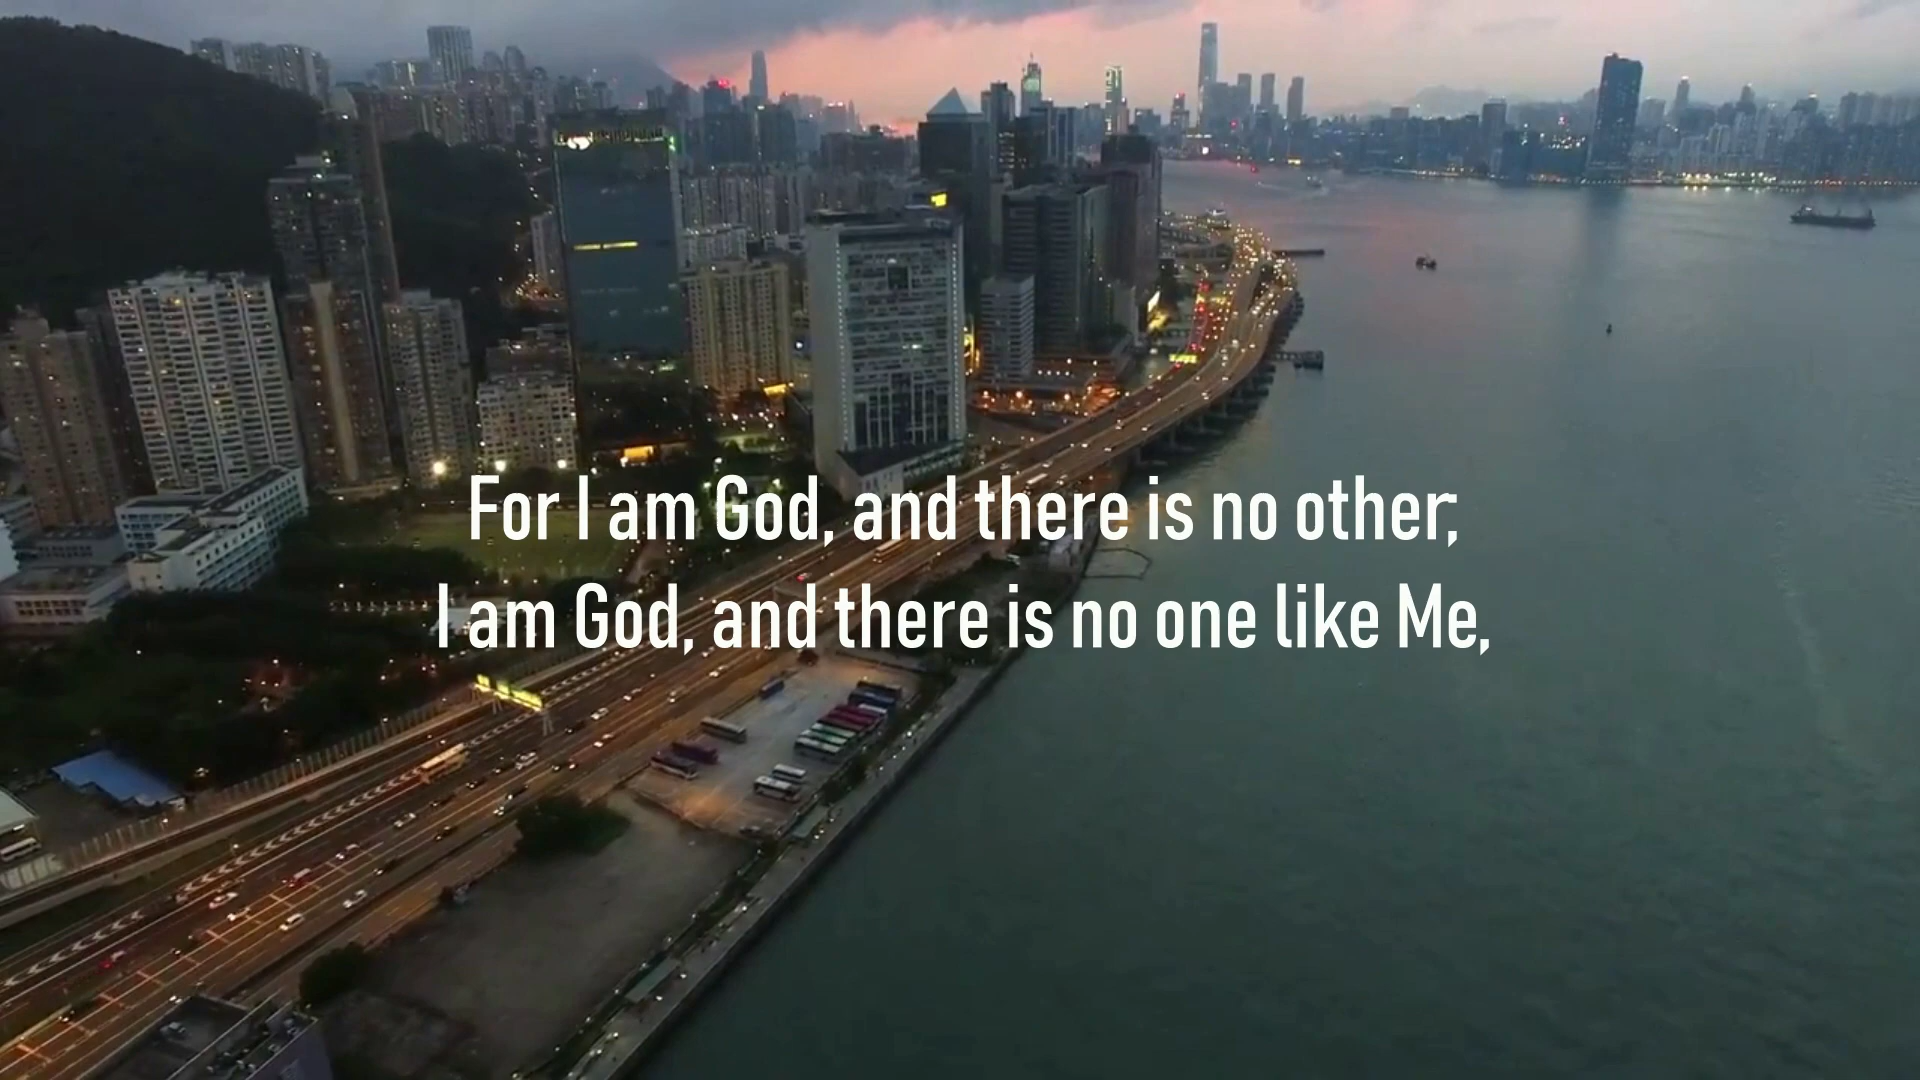 For I am God, and there is no other;
I am God, and there is no one like Me,